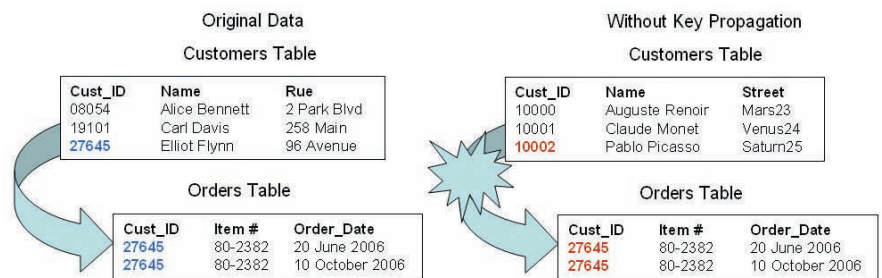 Original Data
Customers Table
Cust_ID Name Rue
08054 Alice Bennett 2 Park Blvd
19101 Carl Davis 258 Main
27645 Elliot Flynn 96 Avenue
Orders Table
Cust_ID Item # Order_Date
27645 80-2382 20 June 2006
27645 80-2382 10 October 2006
Without Key Propagation
Customers Table
Cust_ID Name Street
10000 Auguste Renoir Mars23
10001 Claude Monet Venus24
10002 Pablo Picasso Saturn25
Orders Table
Cust_ID Item # Order_Date
27645 80-2382 20 June 2006
27645 80-2382 10 October 2006